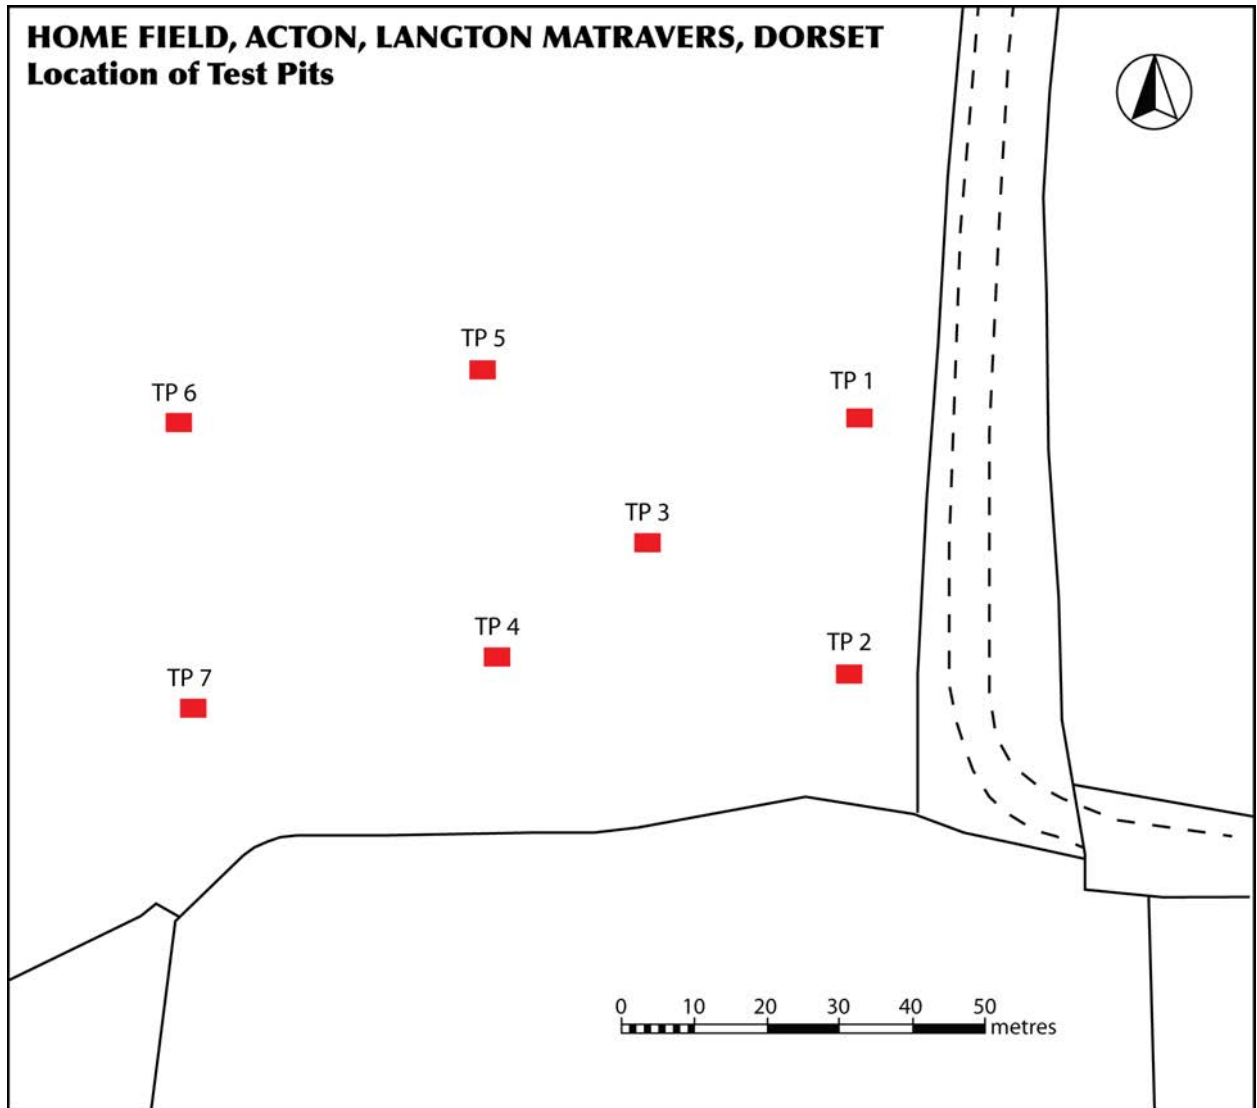 HOME FIELD, ACTON, LANGTON MATRAVERS, DORSET
Location of Test Pits
TP 5
TP 1
TP 6
TP 3
TP 4
TP 2
TP 7
0 10 20 30 40 50
metres